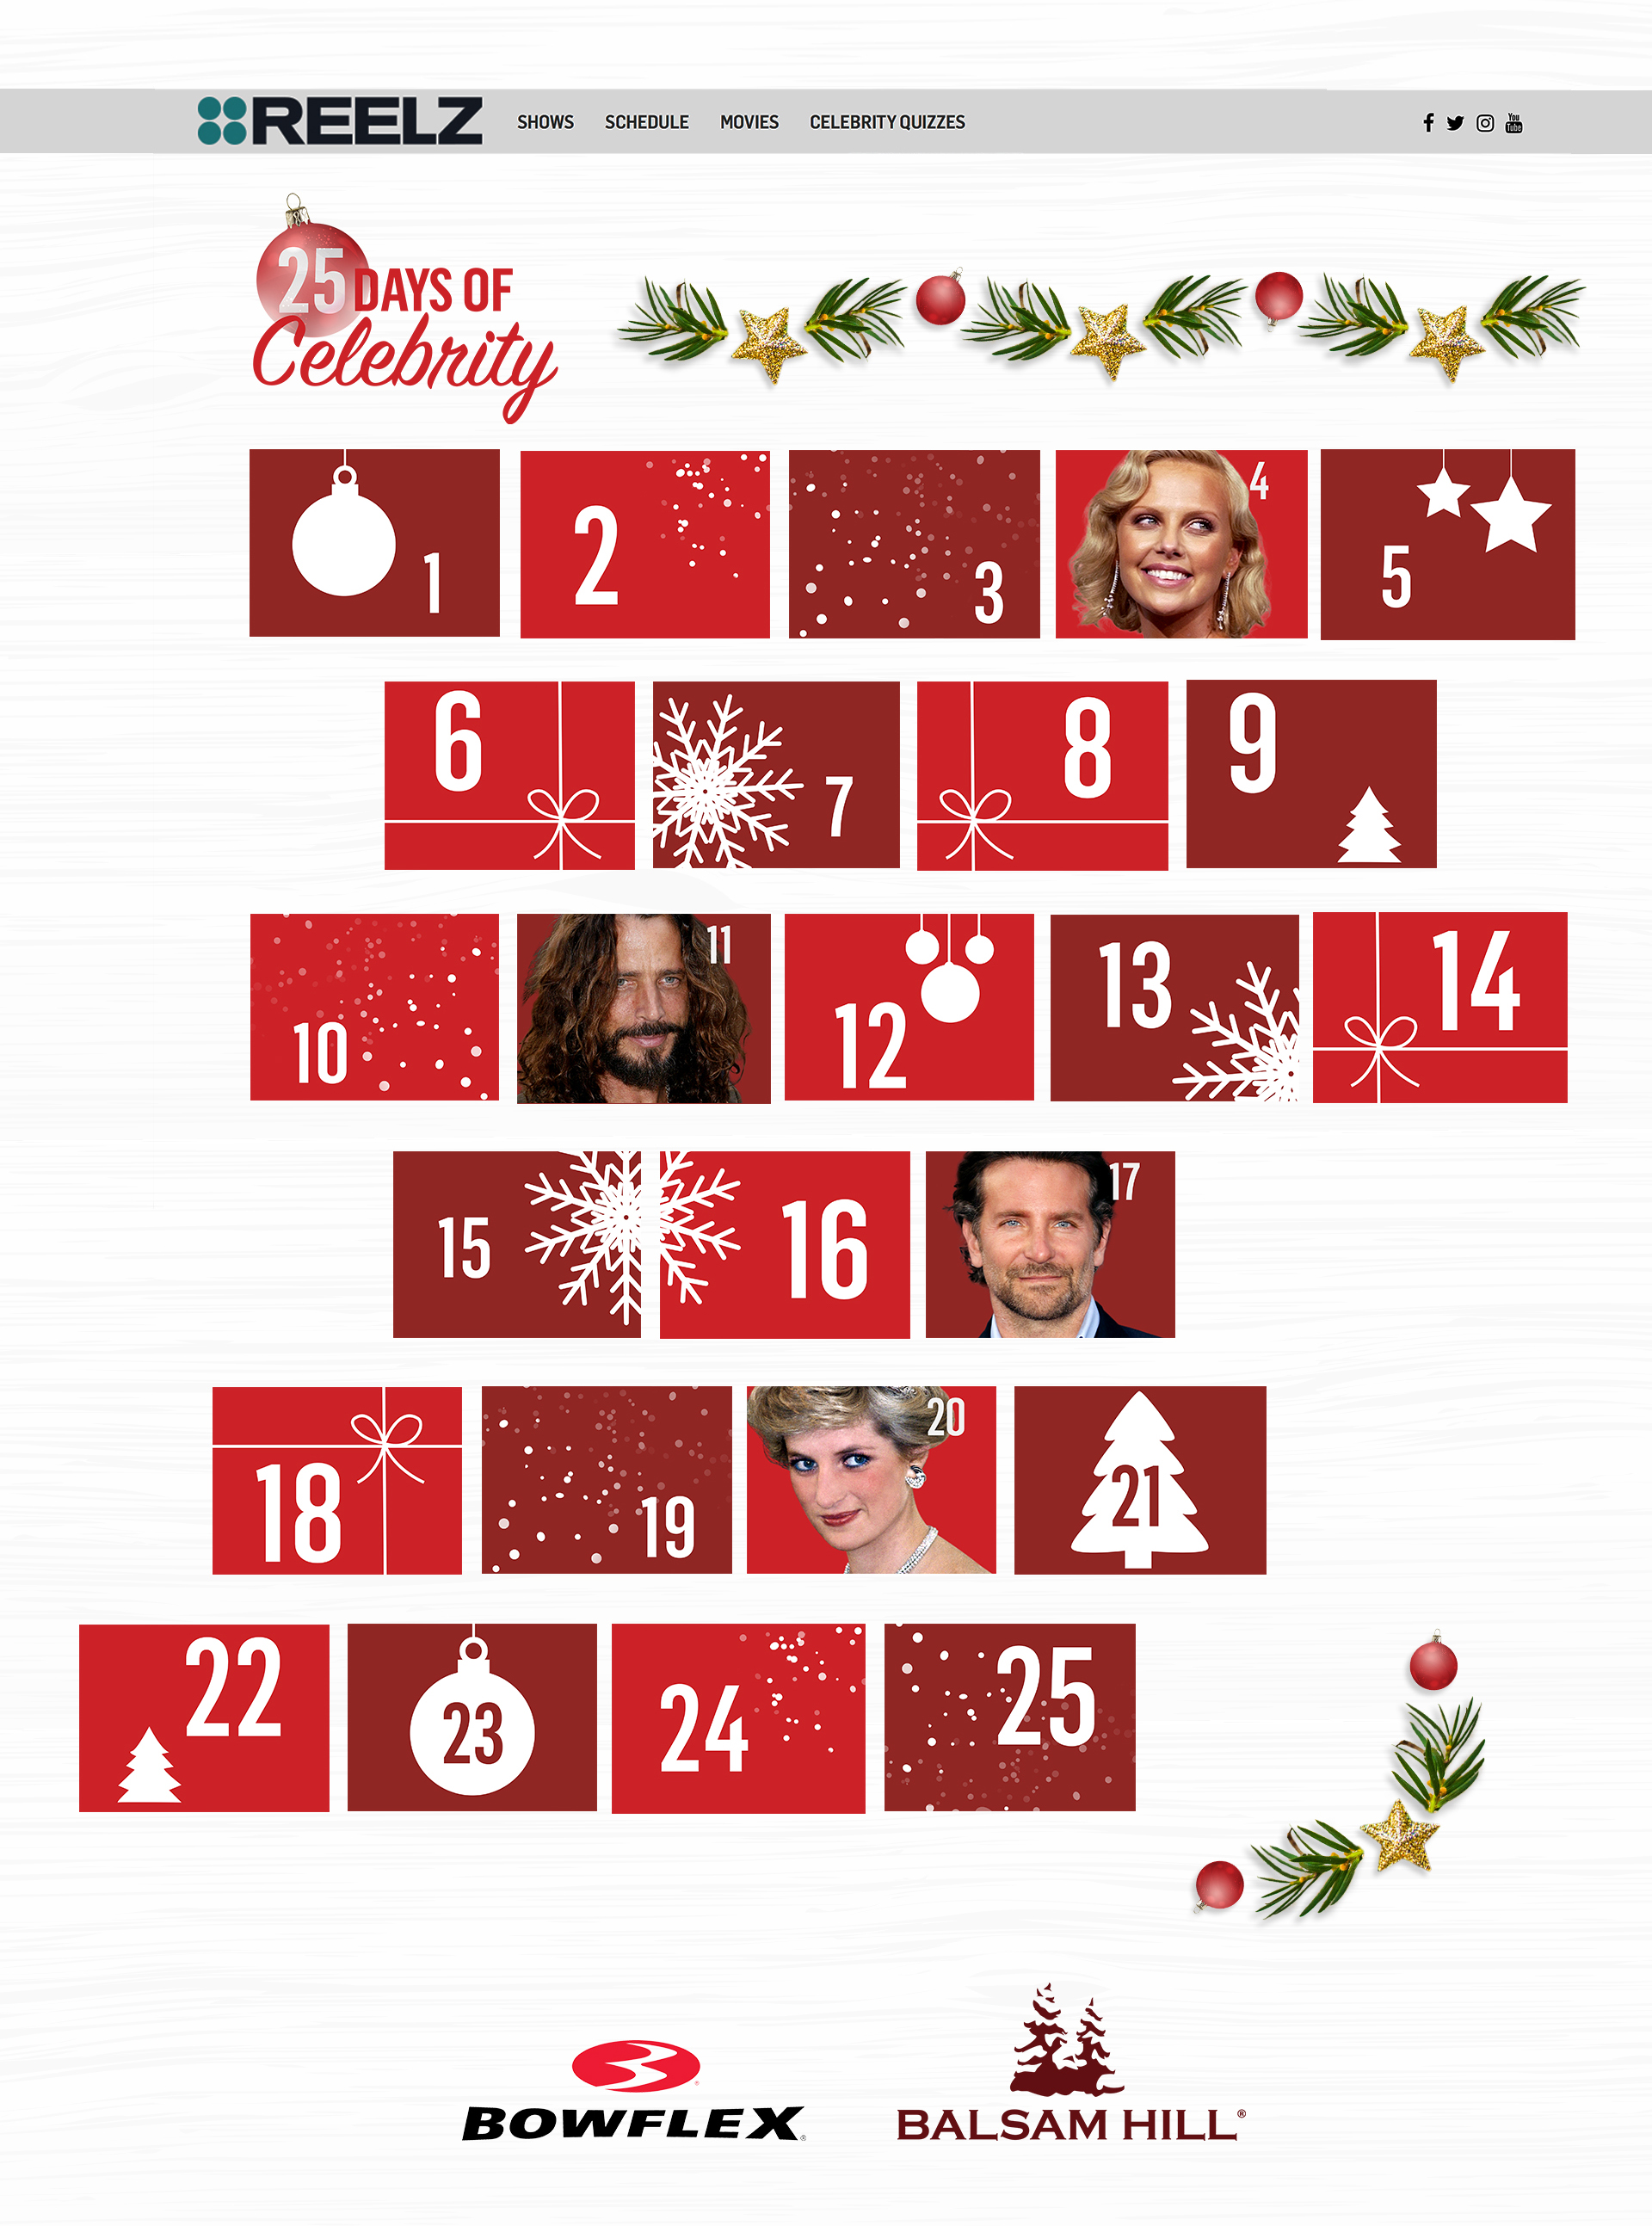 REELZ SHOWS SCHEDULE MOVIES CELEBRITY QUIZZES You Tube
25 DAYS OF
Celebrity
1 2 3 4 5
6 7 8 9
10 11 12 13 14
15 16 17
18 19 20 21
22 23 24 25
BOWFLEX® BALSAM HILL®